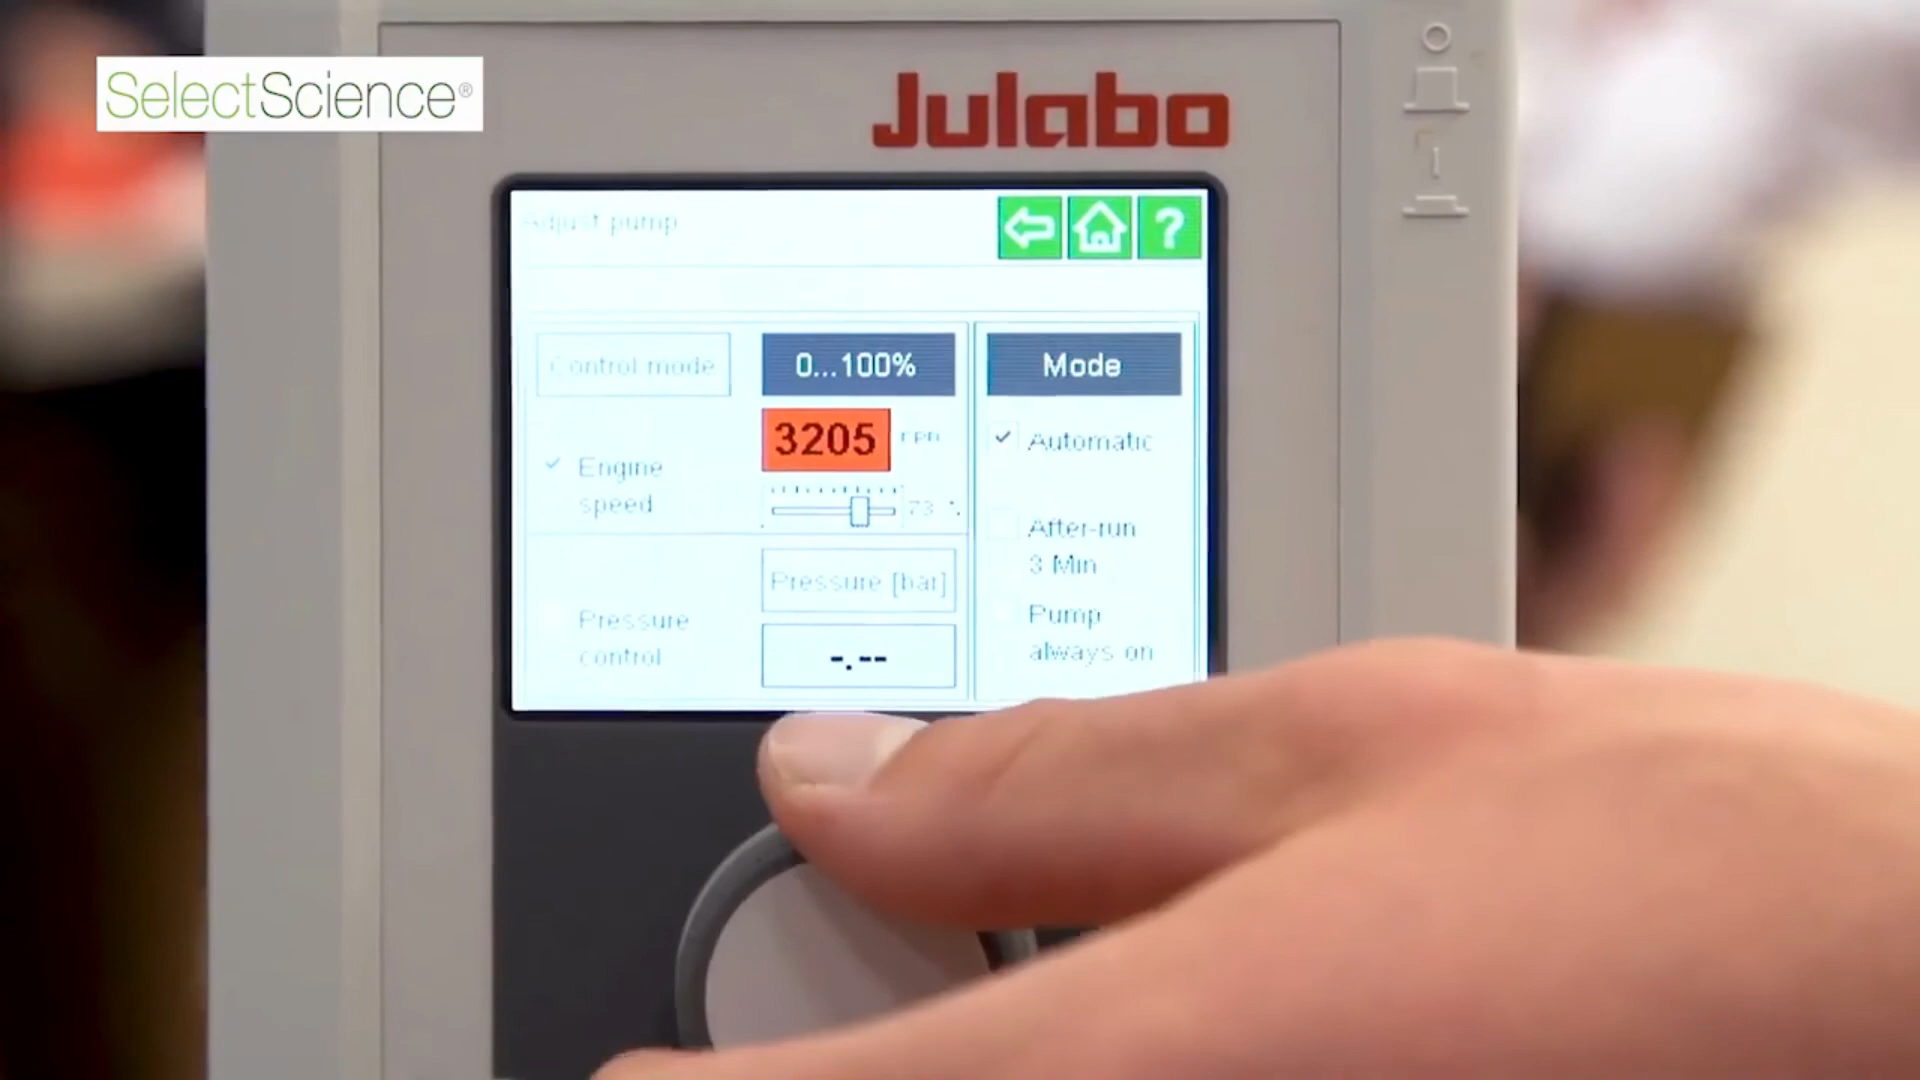 SelectScience®
Julabo
Adjust pump
?
Control mode
0...100%
Mode
3205 rpm
Automatic
Engine
speed
73 %
After-run
3 Min
Pressure [bar]
Pump
always on
Pressure
control
-.--